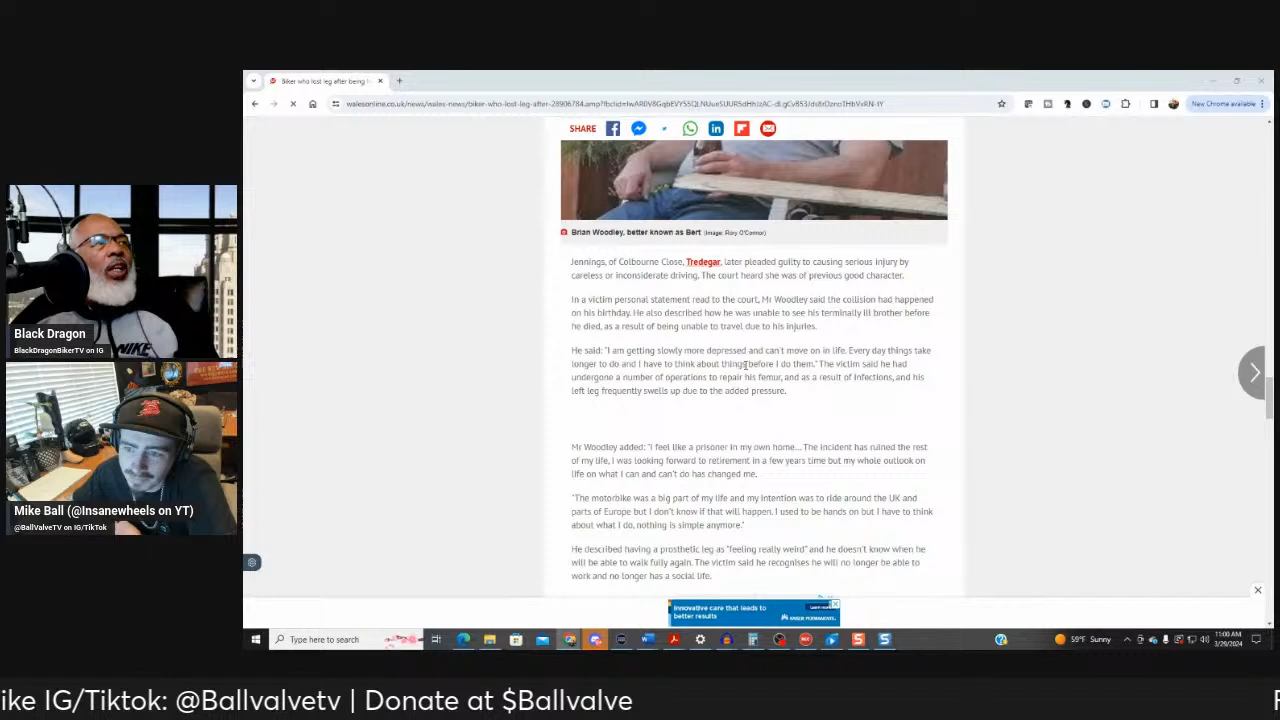 Biker who lost leg after being
New Chrome available
SHARE
Brian Woodley, better known as Bert (Image: Rory O'Connor)
Jennings, of Colbourne Close, Tredegar, later pleaded guilty to causing serious injury by
careless or inconsiderate driving. The court heard she was of previous good character.
In a victim personal statement read to the court, Mr Woodley said the collision had happened
on his birthday. He also described how he was unable to see his terminally ill brother before
he died, as a result of being unable to travel due to his injuries.
He said: "I am getting slowly more depressed and can't move on in life. Every day things take
longer to do and I have to think about things before I do them." The victim said he had
undergone a number of operations to repair his femur, and as a result of infections, and his
left leg frequently swells up due to the added pressure.
Mr Woodley added: "I feel like a prisoner in my own home... The incident has ruined the rest
of my life, I was looking forward to retirement in a few years time but my whole outlook on
life on what I can and can't do has changed me.
"The motorbike was a big part of my life and my intention was to ride around the UK and
parts of Europe but I don't know if that will happen. I used to be hands on but I have to think
about what I do, nothing is simple anymore."
He described having a prosthetic leg as "feeling really weird" and he doesn't know when he
will be able to walk fully again. The victim said he recognises he will no longer be able to
work and no longer has a social life.
Black Dragon
BlackDragonBikerTV on IG
NIKE
Mike Ball (@Insanewheels on YT)
@BallValveTV on IG/TikTok
Innovative care that leads to
better results
KAISER PERMANENTE
Type here to search
59°F Sunny
11:00 AM
3/29/2024
ike IG/Tiktok: @Ballvalvetv | Donate at $Ballvalve